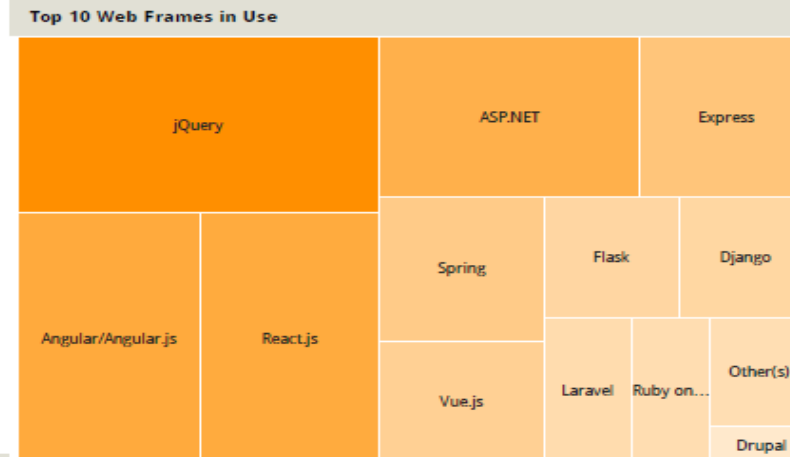 Top 10 Web Frames in Use
jQuery
ASP.NET
Express
Spring
Flask
Django
Angular/Angular.js
React.js
Vue.js
Laravel
Ruby on...
Other(s)
Drupal